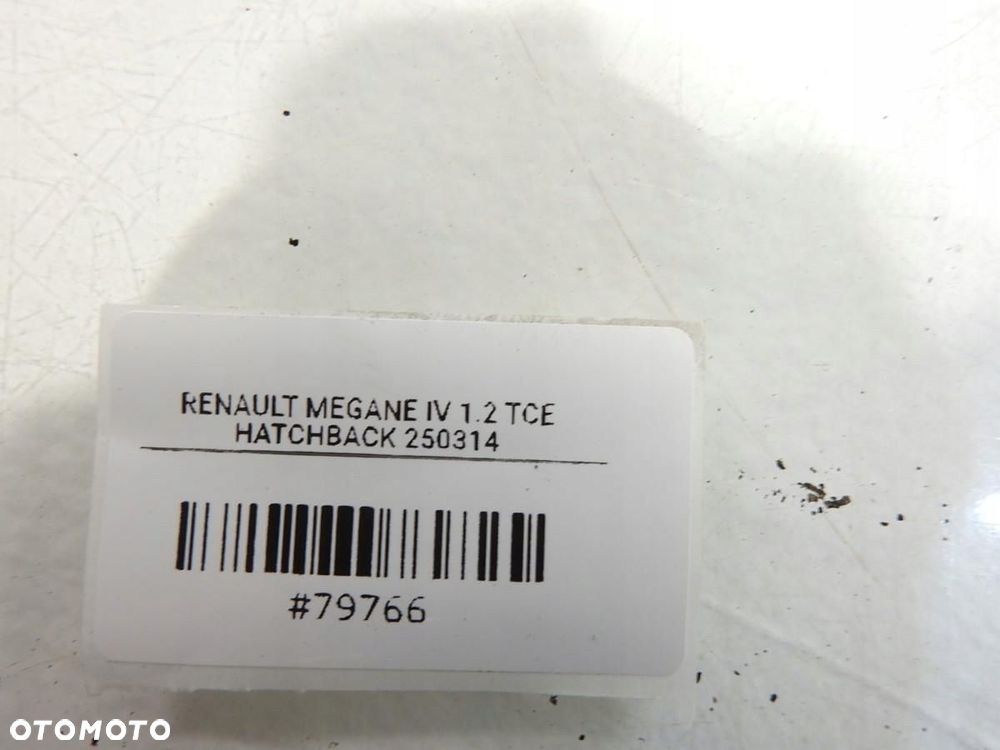 RENAULT MEGANE IV 1.2 TCE
HATCHBACK 250314
#79766
OTOMOTO